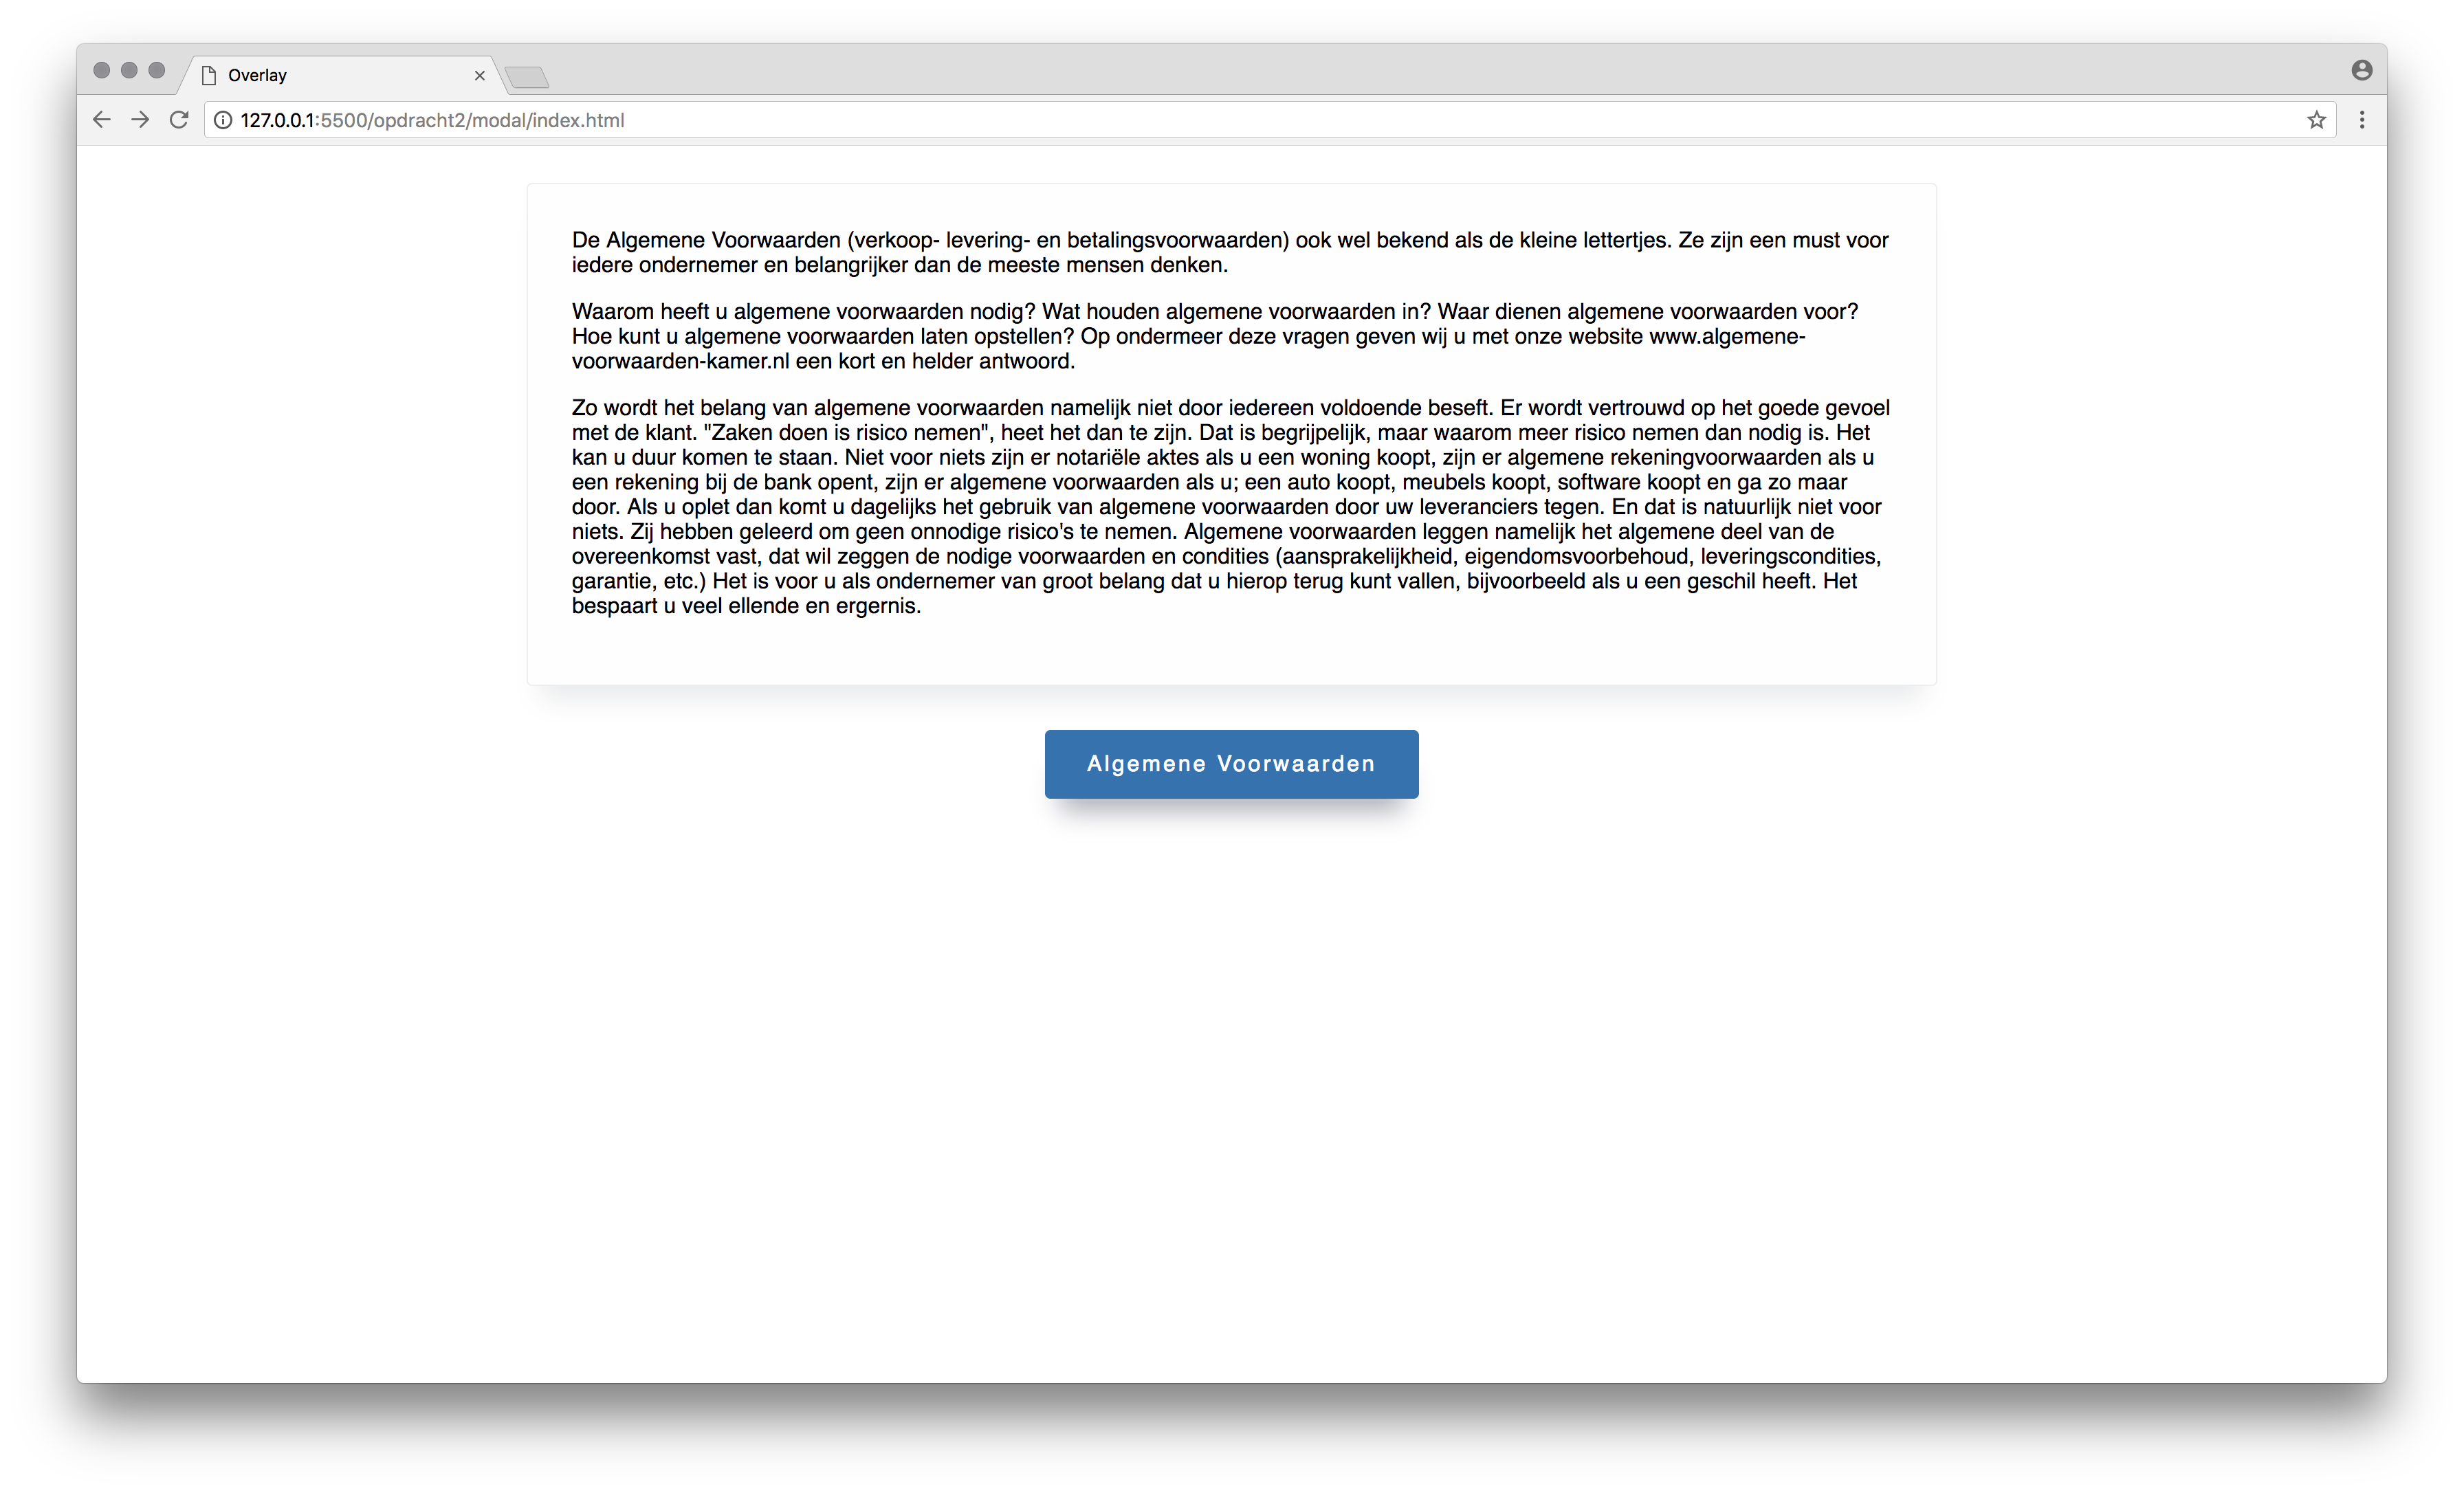 Overlay
127.0.0.1:5500/opdracht2/modal/index.html
De Algemene Voorwaarden (verkoop- levering- en betalingsvoorwaarden) ook wel bekend als de kleine lettertjes. Ze zijn een must voor
iedere ondernemer en belangrijker dan de meeste mensen denken.
Waarom heeft u algemene voorwaarden nodig? Wat houden algemene voorwaarden in? Waar dienen algemene voorwaarden voor?
Hoe kunt u algemene voorwaarden laten opstellen? Op ondermeer deze vragen geven wij u met onze website www.algemene-
voorwaarden-kamer.nl een kort en helder antwoord.
Zo wordt het belang van algemene voorwaarden namelijk niet door iedereen voldoende beseft. Er wordt vertrouwd op het goede gevoel
met de klant. "Zaken doen is risico nemen", heet het dan te zijn. Dat is begrijpelijk, maar waarom meer risico nemen dan nodig is. Het
kan u duur komen te staan. Niet voor niets zijn er notariële aktes als u een woning koopt, zijn er algemene rekeningvoorwaarden als u
een rekening bij de bank opent, zijn er algemene voorwaarden als u; een auto koopt, meubels koopt, software koopt en ga zo maar
door. Als u oplet dan komt u dagelijks het gebruik van algemene voorwaarden door uw leveranciers tegen. En dat is natuurlijk niet voor
niets. Zij hebben geleerd om geen onnodige risico's te nemen. Algemene voorwaarden leggen namelijk het algemene deel van de
overeenkomst vast, dat wil zeggen de nodige voorwaarden en condities (aansprakelijkheid, eigendomsvoorbehoud, leveringscondities,
garantie, etc.) Het is voor u als ondernemer van groot belang dat u hierop terug kunt vallen, bijvoorbeeld als u een geschil heeft. Het
bespaart u veel ellende en ergernis.
Algemene Voorwaarden